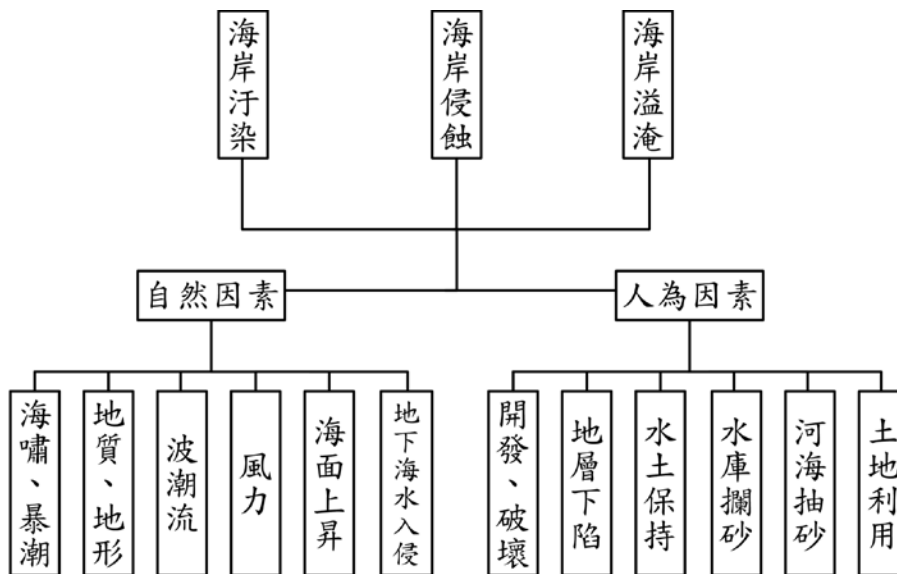 海岸汙染
海岸侵蝕
海岸溢淹
自然因素
人為因素
海嘯、暴潮
地質、地形
波潮流
風力
海面上昇
地下海水入侵
開發、破壞
地層下陷
水土保持
水庫攔砂
河海抽砂
土地利用